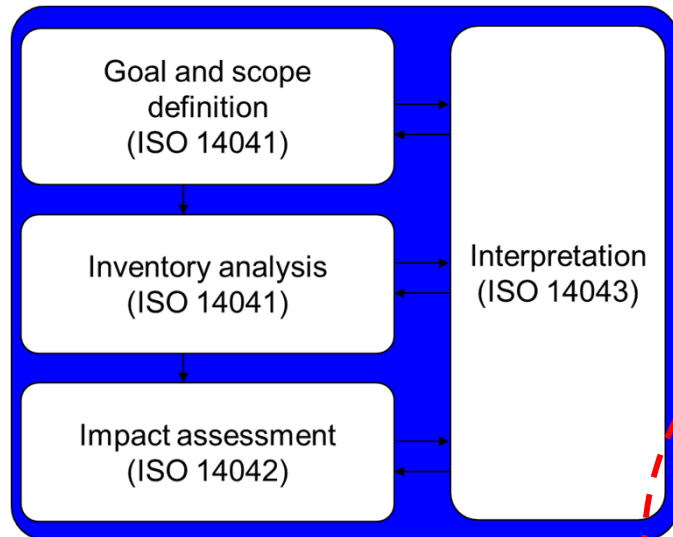 Goal and scope
definition
(ISO 14041)
Inventory analysis
(ISO 14041)
Impact assessment
(ISO 14042)
Interpretation
(ISO 14043)